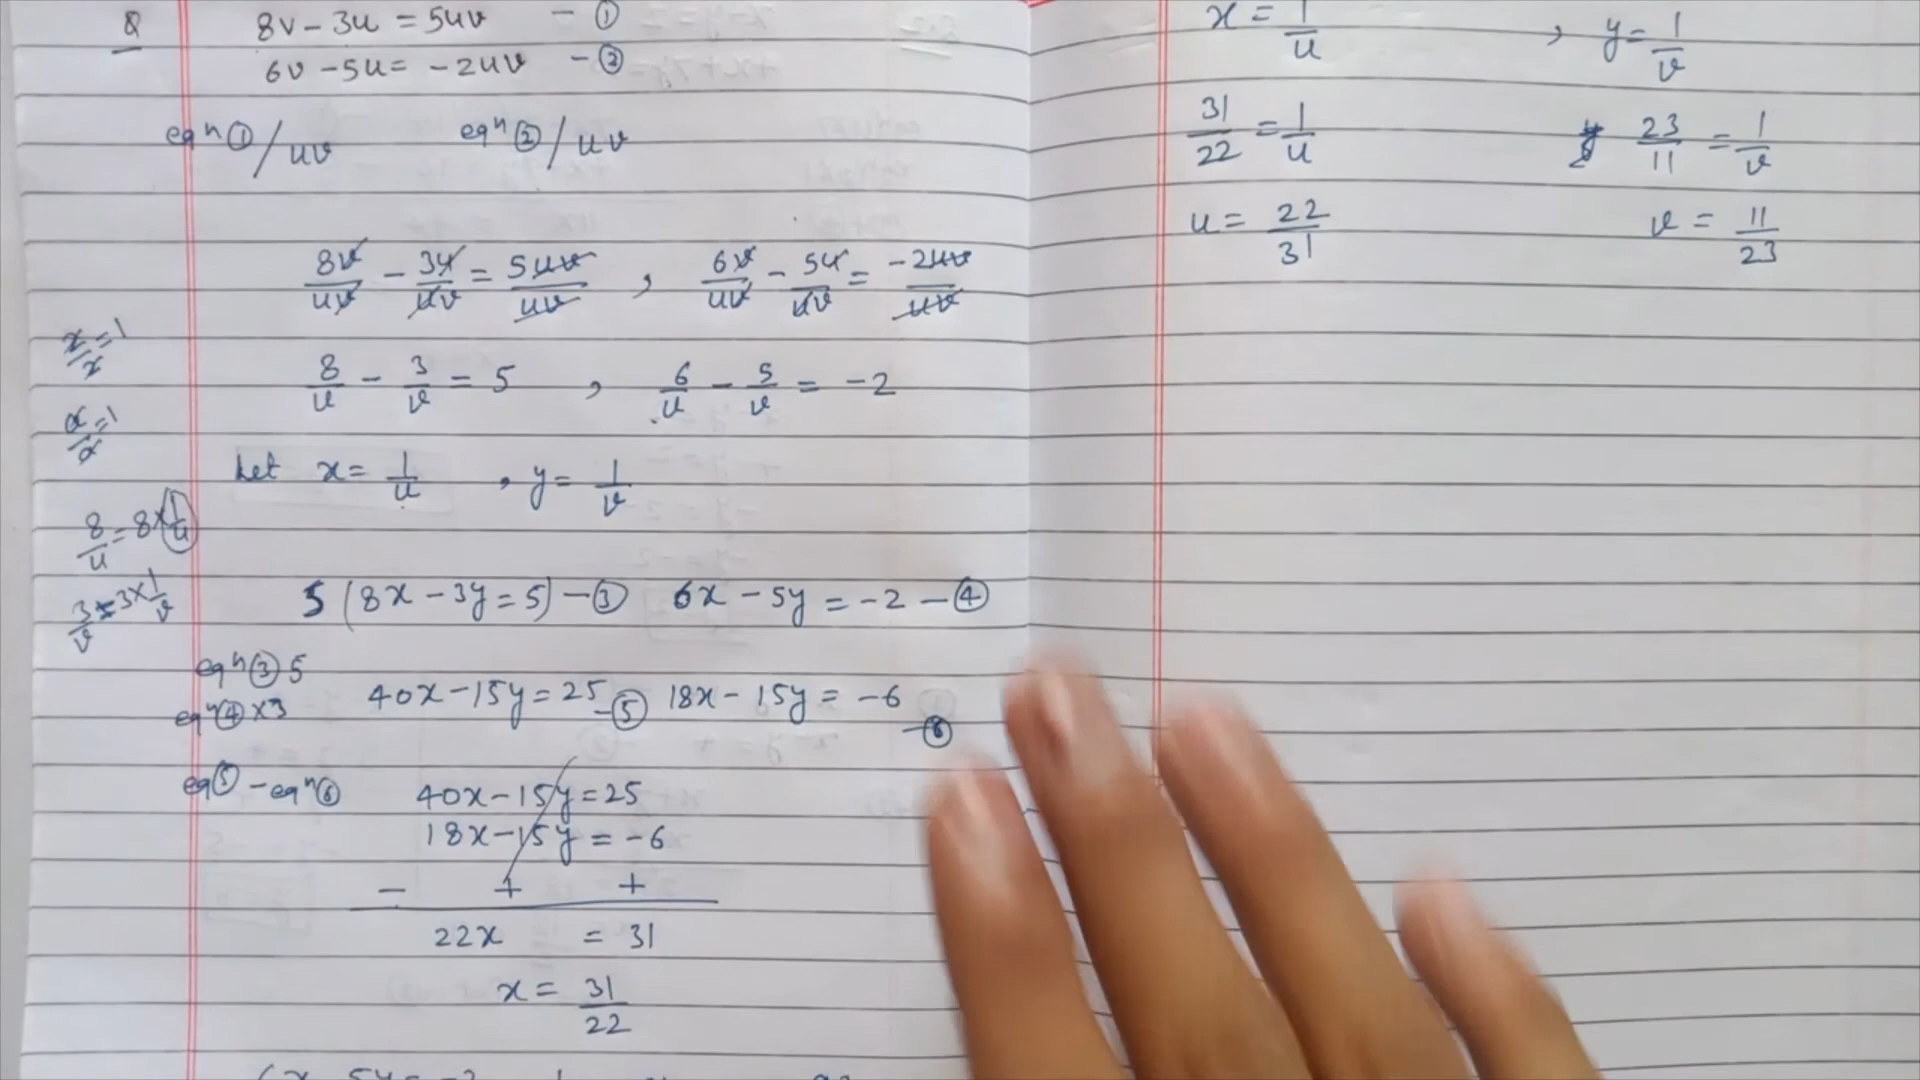 Q 8v - 3u = 5uv - ①
6v - 5u = -2uv - ②
eqⁿ ① / uv eqⁿ ② / uv
8v/uv - 3u/uv = 5uv/uv , 6v/uv - 5u/uv = -2uv/uv
x/x = 1
8/u - 3/v = 5 , 6/u - 5/v = -2
α/α = 1
Let x = 1/u , y = 1/v
8/u = 8 × 1/u
3/v = 3 × 1/v
5 (8x - 3y = 5) - ③ 6x - 5y = -2 - ④
eqⁿ ③ 5
eqⁿ ④ × 3 40x - 15y = 25 - ⑤ 18x - 15y = -6 - ⑥
eq ⑤ - eqⁿ ⑥ 40x - 15y = 25
18x - 15y = -6
- + +
22x = 31
x = 31/22
x = 1/u , y = 1/v
31/22 = 1/u 23/11 = 1/v
u = 22/31 v = 11/23